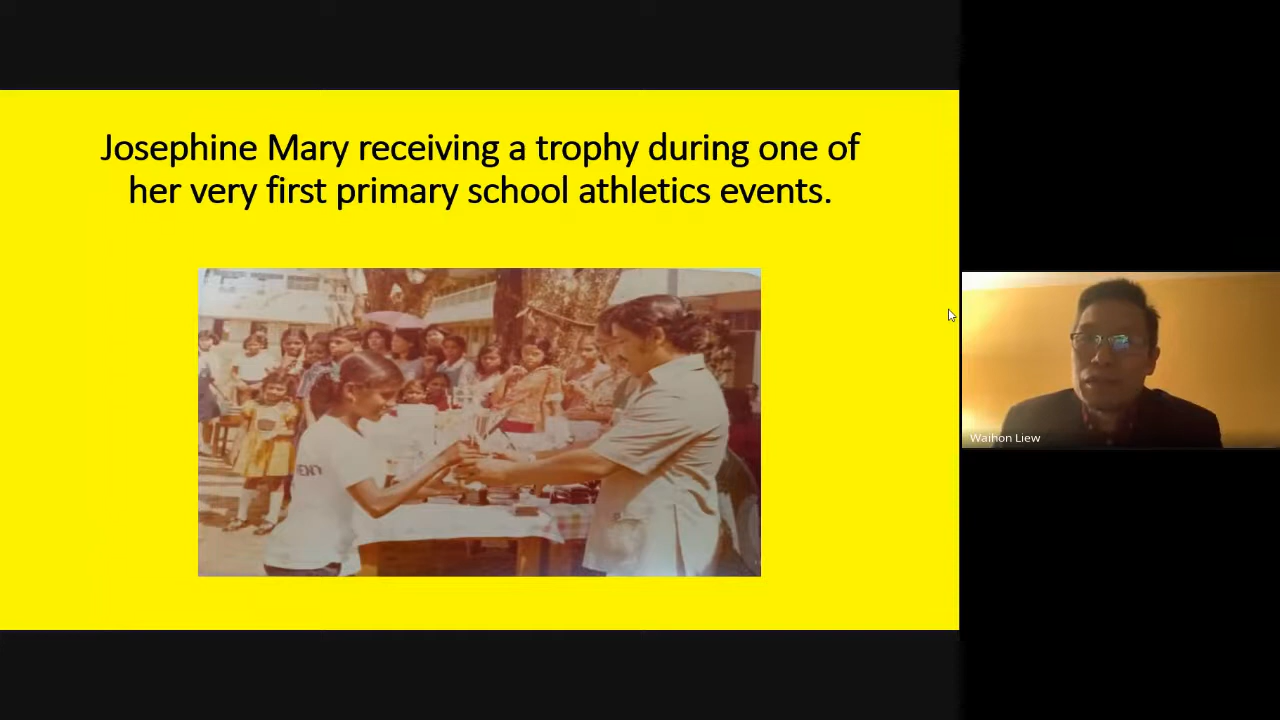 Josephine Mary receiving a trophy during one of
her very first primary school athletics events.
Waihon Liew